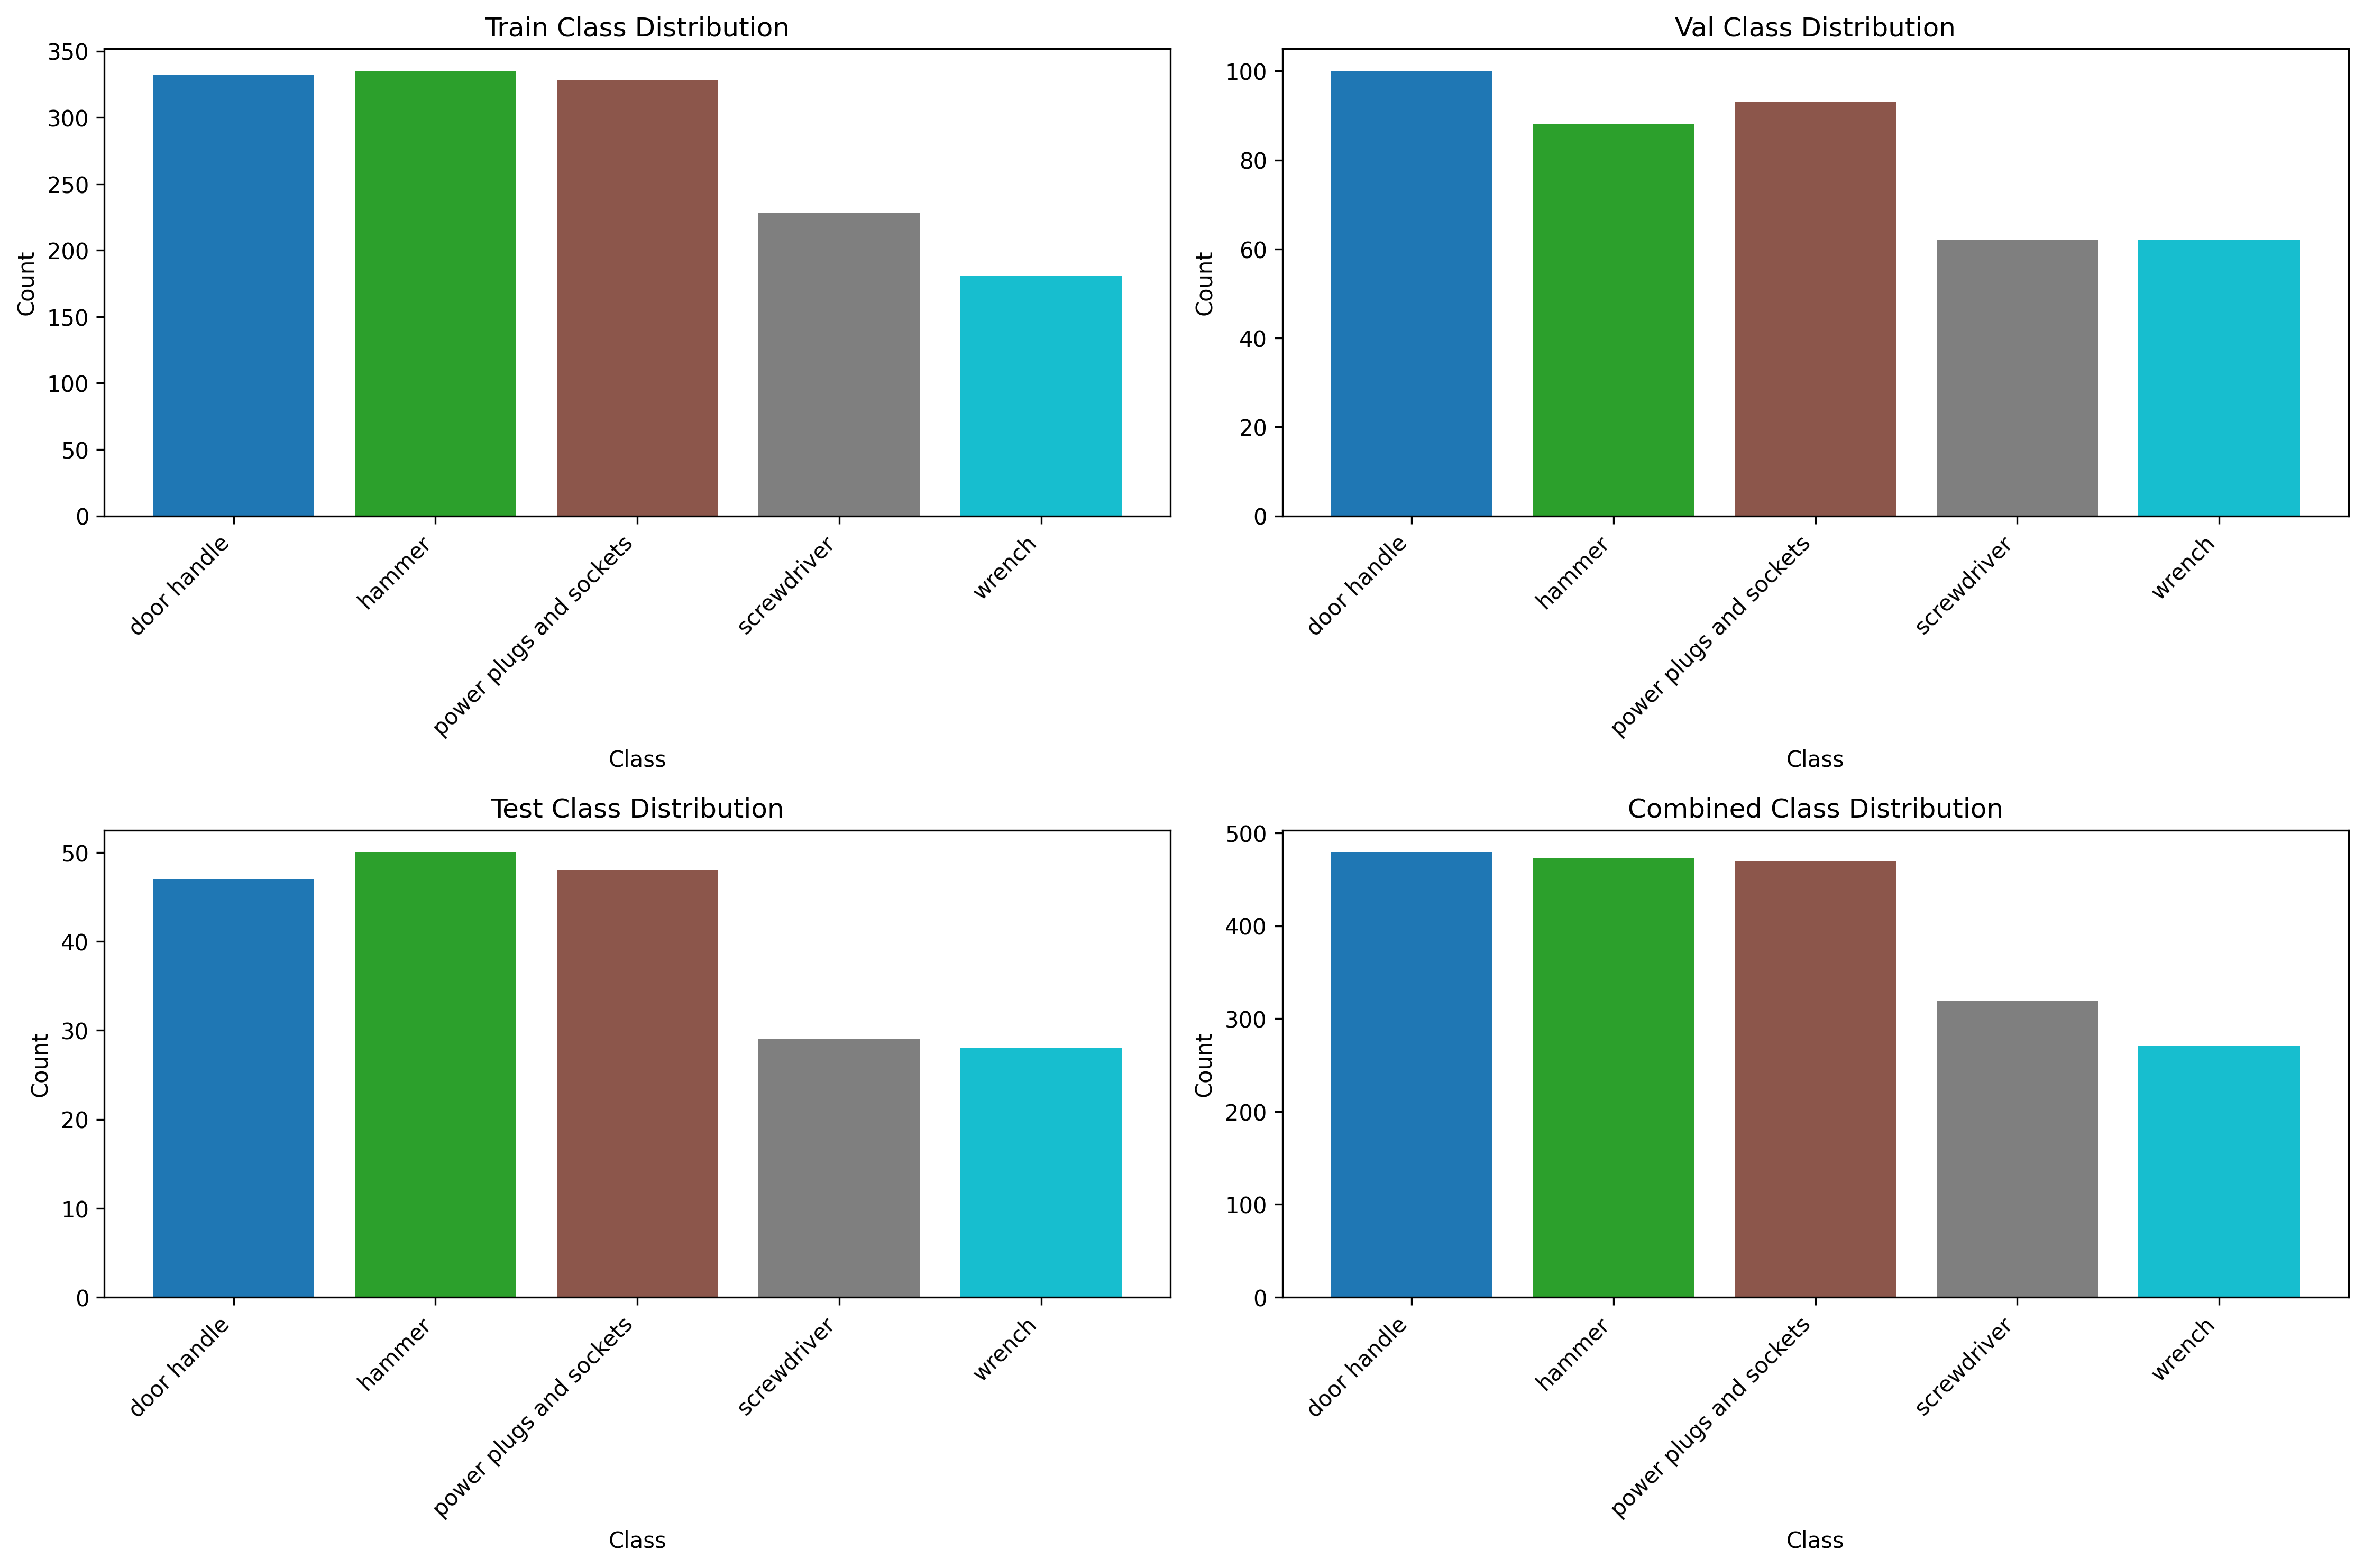 Train Class Distribution
350
300
250
200
150
100
50
0
Count
door handle
hammer
power plugs and sockets
screwdriver
wrench
Class
Val Class Distribution
100
80
60
40
20
0
Count
door handle
hammer
power plugs and sockets
screwdriver
wrench
Class
Test Class Distribution
50
40
30
20
10
0
Count
door handle
hammer
power plugs and sockets
screwdriver
wrench
Class
Combined Class Distribution
500
400
300
200
100
0
Count
door handle
hammer
power plugs and sockets
screwdriver
wrench
Class